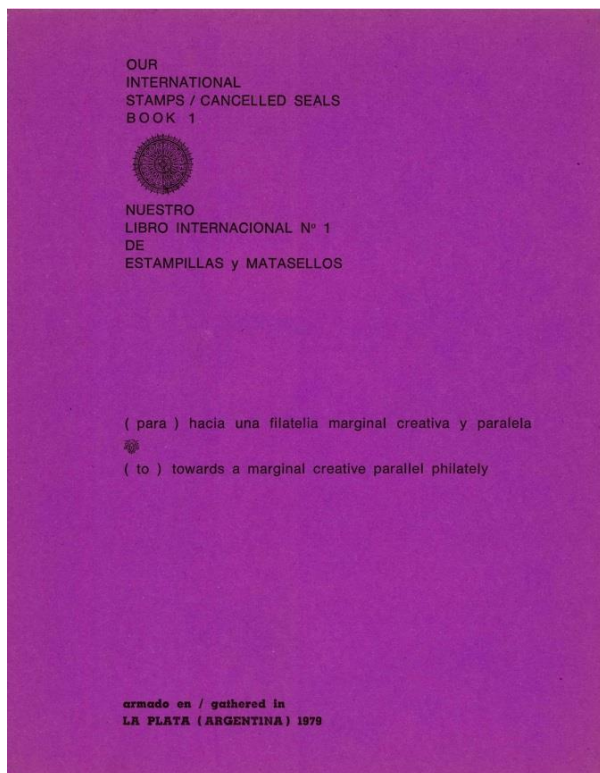 OUR
INTERNATIONAL
STAMPS / CANCELLED SEALS
BOOK 1
NUESTRO
LIBRO INTERNACIONAL Nº 1
DE
ESTAMPILLAS y MATASELLOS
( para ) hacia una filatelia marginal creativa y paralela
( to ) towards a marginal creative parallel philately
armado en / gathered in
LA PLATA ( ARGENTINA ) 1979